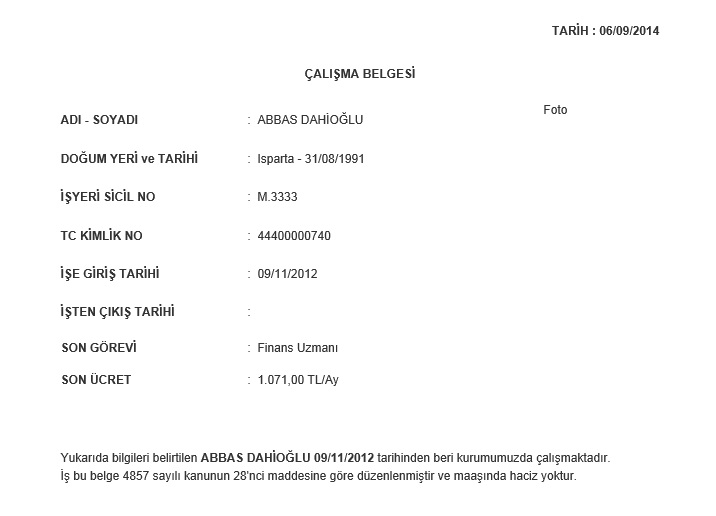 TARİH : 06/09/2014
ÇALIŞMA BELGESİ
Foto
ADI - SOYADI : ABBAS DAHİOĞLU
DOĞUM YERİ ve TARİHİ : Isparta - 31/08/1991
İŞYERİ SİCİL NO : M.3333
TC KİMLİK NO : 44400000740
İŞE GİRİŞ TARİHİ : 09/11/2012
İŞTEN ÇIKIŞ TARİHİ :
SON GÖREVİ : Finans Uzmanı
SON ÜCRET : 1.071,00 TL/Ay
Yukarıda bilgileri belirtilen ABBAS DAHİOĞLU 09/11/2012 tarihinden beri kurumumuzda çalışmaktadır.
İş bu belge 4857 sayılı kanunun 28'nci maddesine göre düzenlenmiştir ve maaşında haciz yoktur.